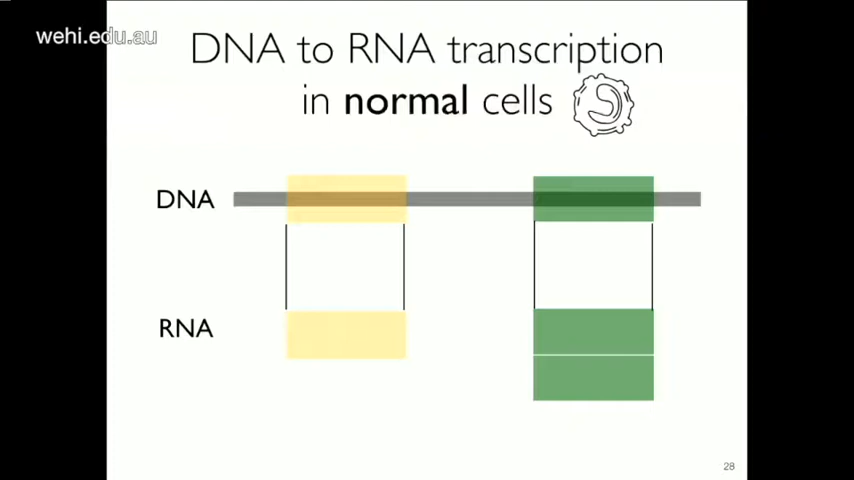 wehi.edu.au
DNA to RNA transcription
in normal cells
DNA
RNA
28